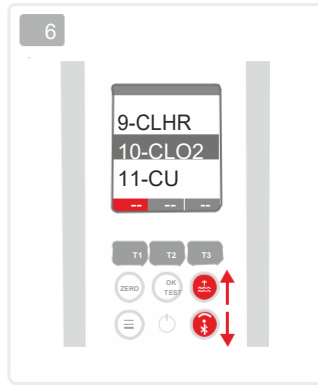 6
9-CLHR
10-CLO2
11-CU
-- -- --
T1 T2 T3
ZERO OK TEST